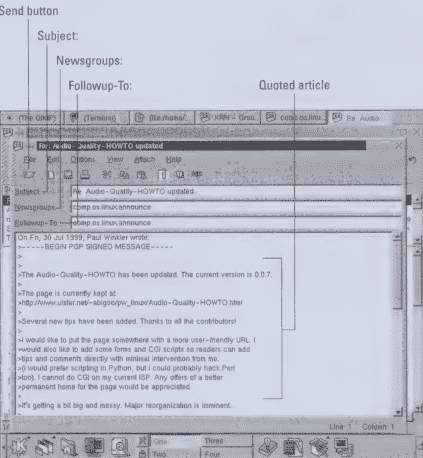 Send button
Subject:
Newsgroups:
Followup-To:
Quoted article
(The GIMP)
(Terminal)
KRN - Grou
comp.os.linu
Re Audio
Re: Audio-Quality-HOWTO updated
File Edit Options View Attach Help
Subject
Re Audio-Quality-HOWTO updated
Newsgroups
comp.os.linux.announce
Followup-To
comp.os.linux.announce
On Fri, 30 Jul 1999, Paul Winkler wrote:
>-----BEGIN PGP SIGNED MESSAGE-----
>
>
>The Audio-Quality-HOWTO has been updated. The current version is 0.0.7.
>
>The page is currently kept at
>http://www.ulster.net/~abigoo/pw_linux/Audio-Quality-HOWTO.html
>
>Several new tips have been added. Thanks to all the contributors!
>
>I would like to put the page somewhere with a more user-friendly URL. I
>would also like to add some forms and CGI scripts so readers can add
>tips and comments directly with minimal intervention from me.
>(I would prefer scripting in Python, but I could probably hack Perl
>too). I cannot do CGI on my current ISP. Any offers of a better
>permanent home for the page would be appreciated.
>
>It's getting a bit big and messy. Major reorganization is imminent.
Line: 1 Column: 1
One Three
Two Four